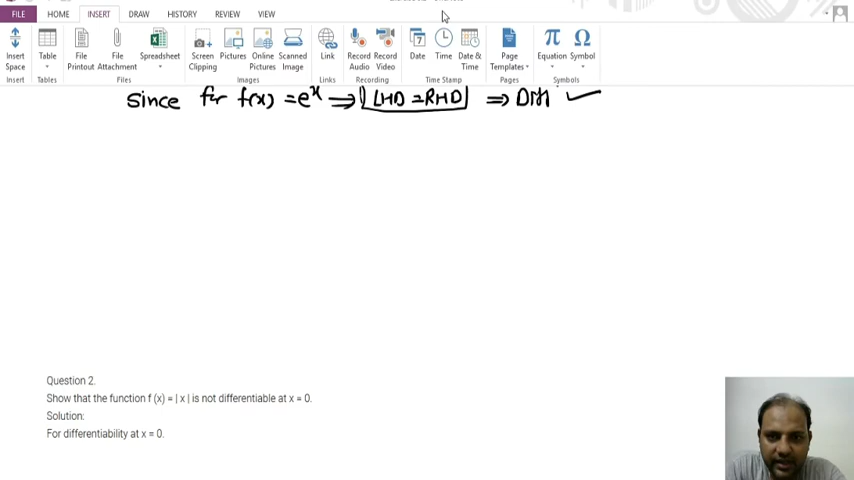 FILE HOME INSERT DRAW HISTORY REVIEW VIEW
Insert Space Table File Printout File Attachment Spreadsheet Screen Clipping Pictures Online Pictures Scanned Image Link Record Audio Record Video Date Time Date & Time Page Templates Equation Symbol
Insert Tables Files Images Links Recording Time Stamp Pages Symbols
since for f(x) = e^x ⇒ LHD = RHD ⇒ Diff ✓
Question 2.
Show that the function f (x) = | x | is not differentiable at x = 0.
Solution:
For differentiability at x = 0.